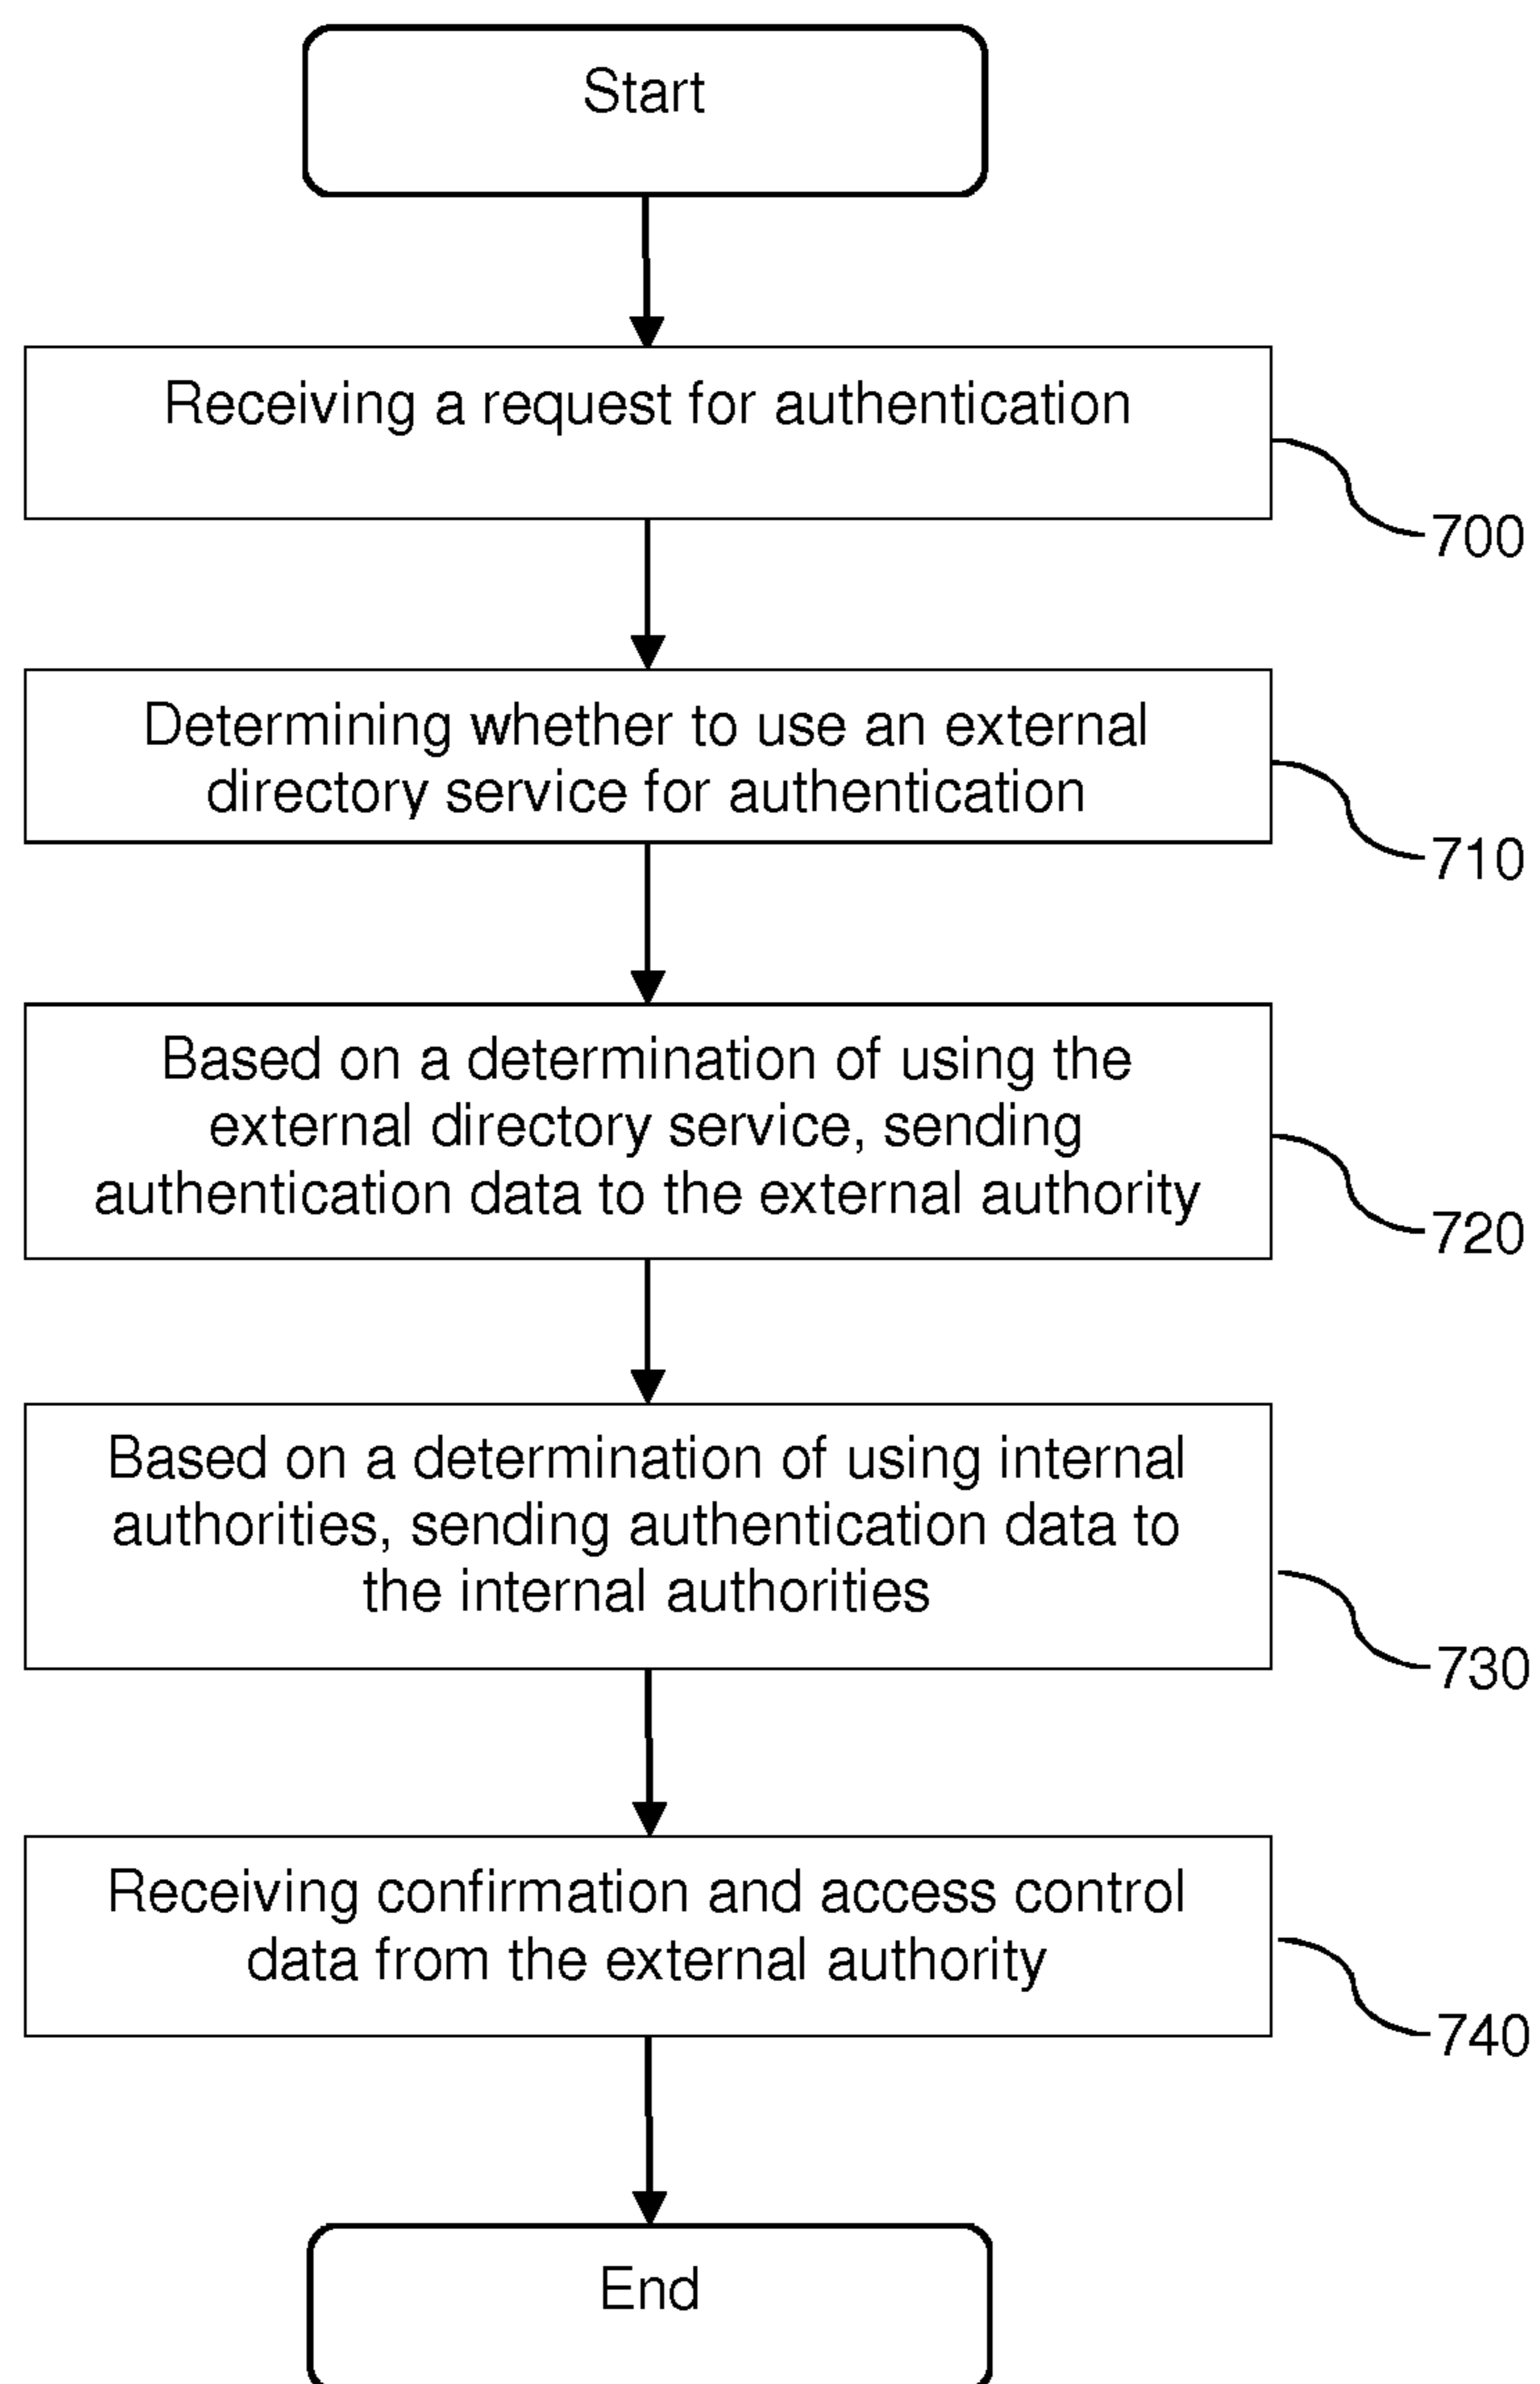 Start
Receiving a request for authentication
700
Determining whether to use an external
directory service for authentication
710
Based on a determination of using the
external directory service, sending
authentication data to the external authority
720
Based on a determination of using internal
authorities, sending authentication data to
the internal authorities
730
Receiving confirmation and access control
data from the external authority
740
End